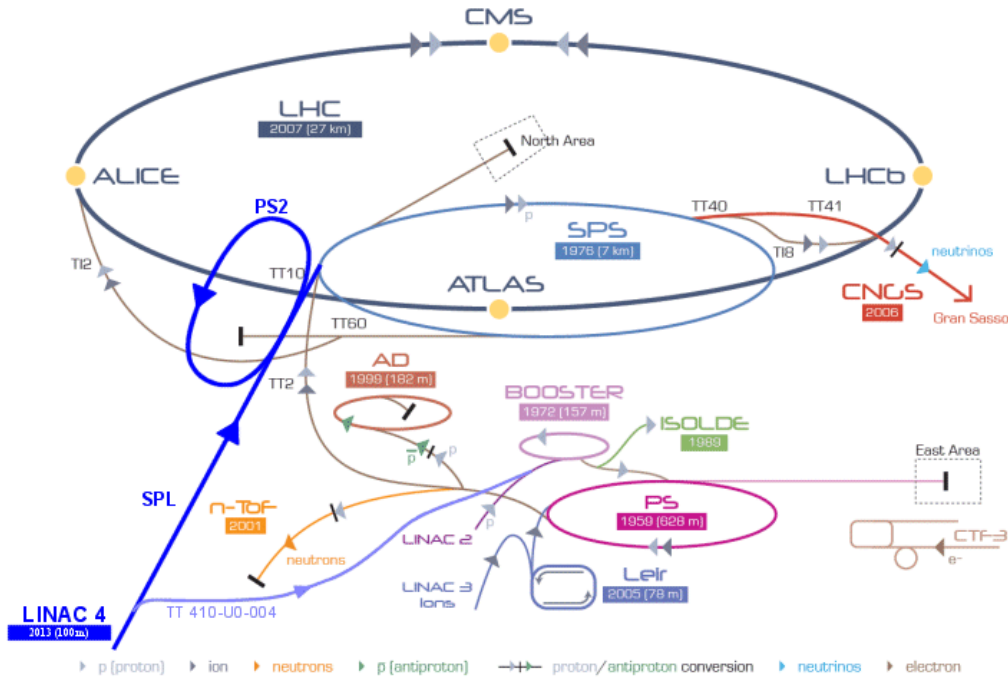 CMS
LHC
2007 (27 km)
North Area
ALICE
LHCb
PS2
TT40
TT41
p
SPS
1976 (7 km)
TI8
neutrinos
TI2
TT10
ATLAS
CNGS
2006
Gran Sasso
TT60
AD
1999 (182 m)
TT2
BOOSTER
1972 (157 m)
ISOLDE
1989
p̅
p
East Area
SPL
n-ToF
2001
PS
1959 (628 m)
p
LINAC 2
neutrons
CTF-3
e-
LINAC 3
Ions
Leir
2005 (78 m)
LINAC 4
2013 (100m)
TT 410-U0-004
p (proton)
ion
neutrons
p̅ (antiproton)
proton/antiproton conversion
neutrinos
electron